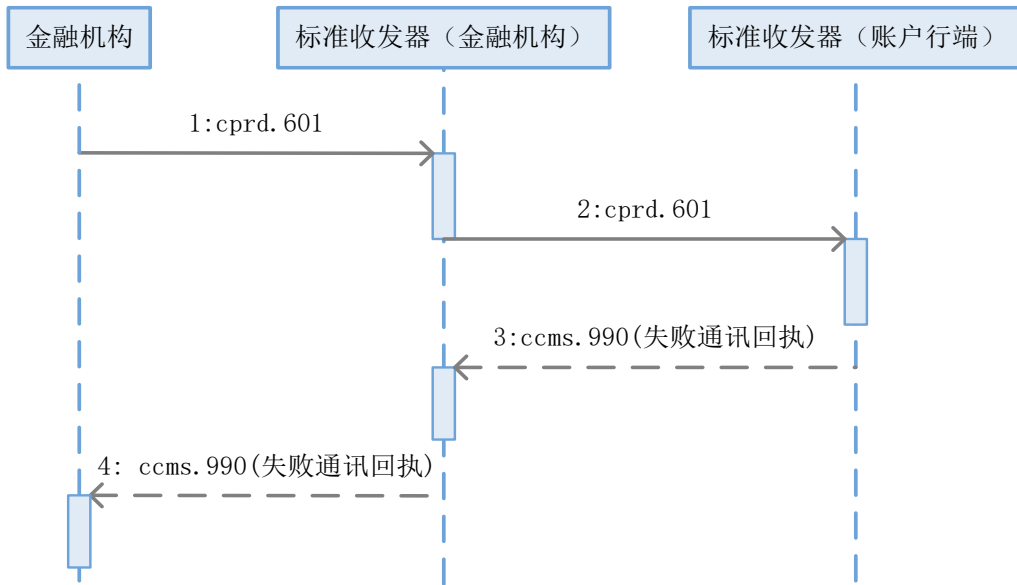 金融机构
标准收发器（金融机构）
标准收发器（账户行端）
1:cprd.601
2:cprd.601
3:ccms.990(失败通讯回执)
4: ccms.990(失败通讯回执)